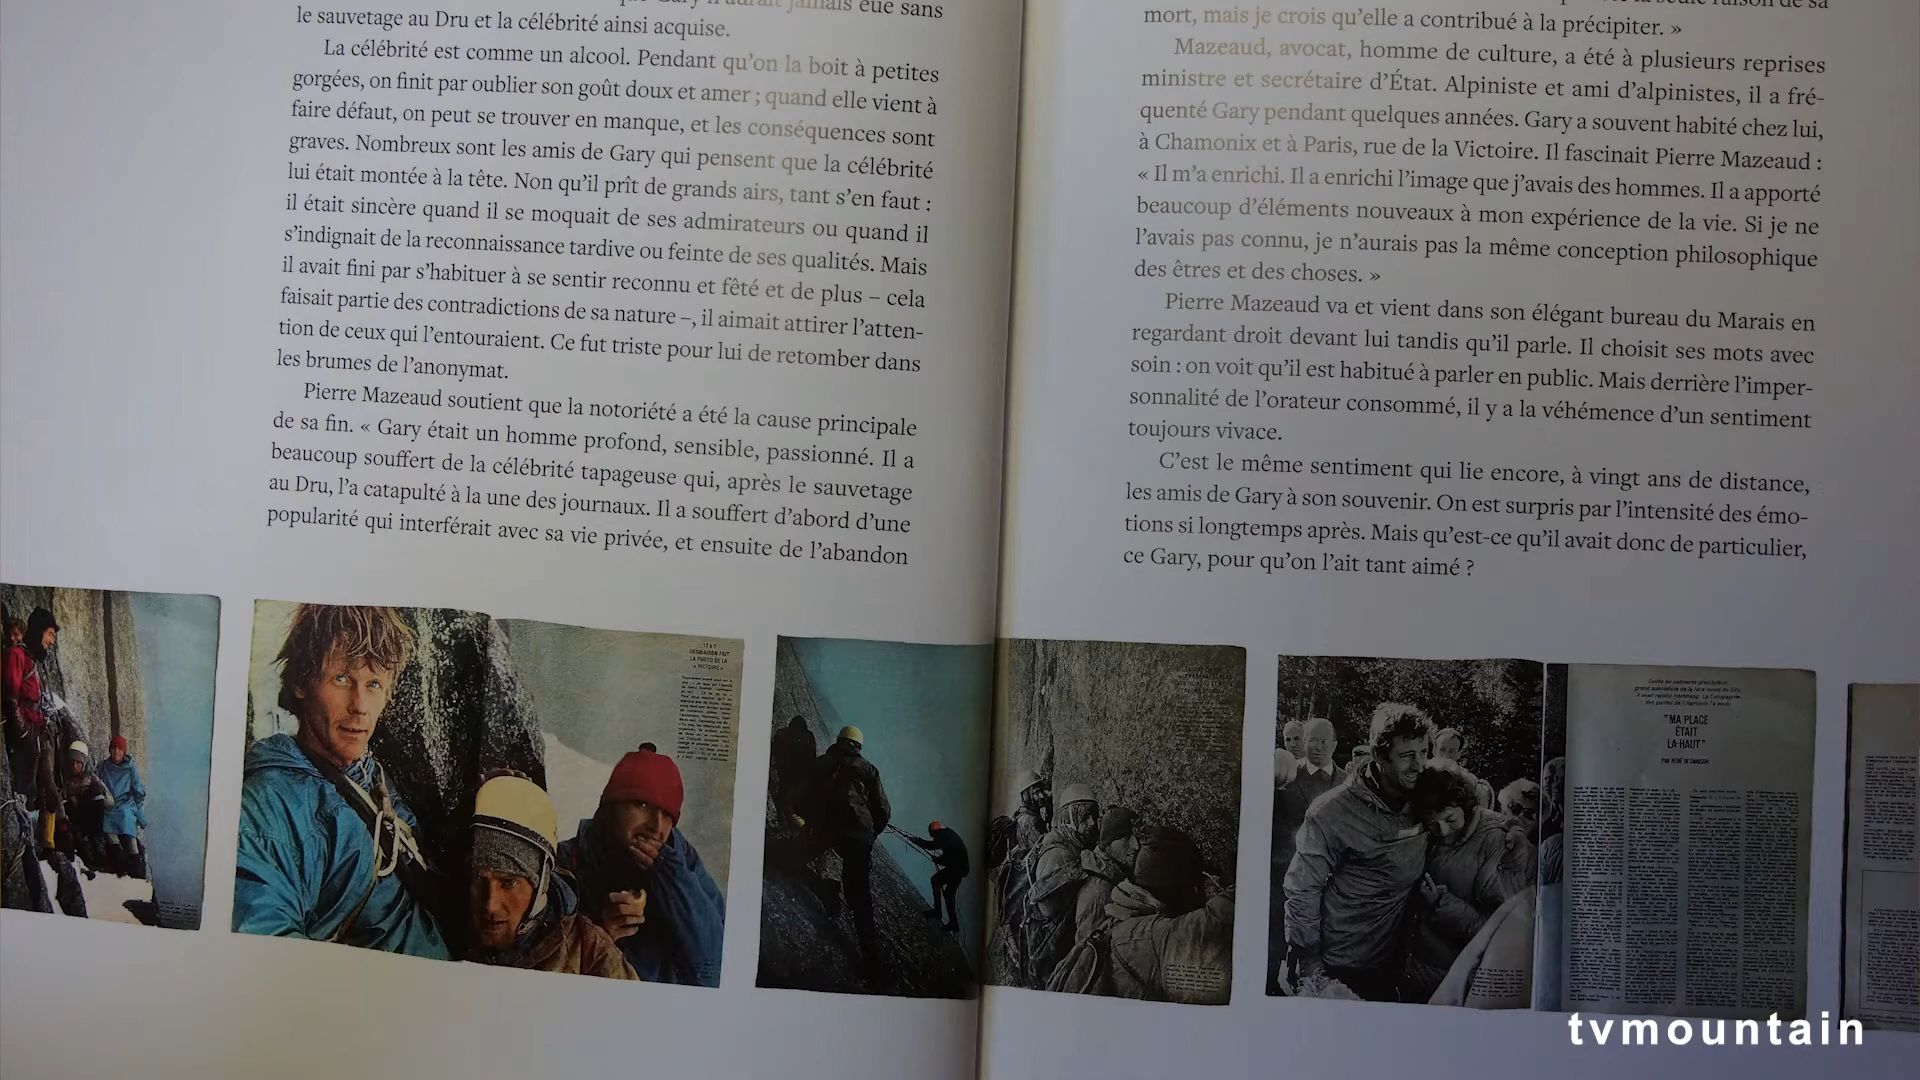 jamais eue sans
le sauvetage au Dru et la célébrité ainsi acquise.
La célébrité est comme un alcool. Pendant qu’on la boit à petites
gorgées, on finit par oublier son goût doux et amer ; quand elle vient à
faire défaut, on peut se trouver en manque, et les conséquences sont
graves. Nombreux sont les amis de Gary qui pensent que la célébrité
lui était montée à la tête. Non qu’il prît de grands airs, tant s’en faut :
il était sincère quand il se moquait de ses admirateurs ou quand il
s’indignait de la reconnaissance tardive ou feinte de ses qualités. Mais
il avait fini par s’habituer à se sentir reconnu et fêté et de plus – cela
faisait partie des contradictions de sa nature –, il aimait attirer l’atten-
tion de ceux qui l’entouraient. Ce fut triste pour lui de retomber dans
les brumes de l’anonymat.
Pierre Mazeaud soutient que la notoriété a été la cause principale
de sa fin. « Gary était un homme profond, sensible, passionné. Il a
beaucoup souffert de la célébrité tapageuse qui, après le sauvetage
au Dru, l’a catapulté à la une des journaux. Il a souffert d’abord d’une
popularité qui interférait avec sa vie privée, et ensuite de l’abandon
mort, mais je crois qu’elle a contribué à la précipiter. »
Mazeaud, avocat, homme de culture, a été à plusieurs reprises
ministre et secrétaire d’État. Alpiniste et ami d’alpinistes, il a fré-
quenté Gary pendant quelques années. Gary a souvent habité chez lui,
à Chamonix et à Paris, rue de la Victoire. Il fascinait Pierre Mazeaud :
« Il m’a enrichi. Il a enrichi l’image que j’avais des hommes. Il a apporté
beaucoup d’éléments nouveaux à mon expérience de la vie. Si je ne
l’avais pas connu, je n’aurais pas la même conception philosophique
des êtres et des choses. »
Pierre Mazeaud va et vient dans son élégant bureau du Marais en
regardant droit devant lui tandis qu’il parle. Il choisit ses mots avec
soin : on voit qu’il est habitué à parler en public. Mais derrière l’imper-
sonnalité de l’orateur consommé, il y a la véhémence d’un sentiment
toujours vivace.
C’est le même sentiment qui lie encore, à vingt ans de distance,
les amis de Gary à son souvenir. On est surpris par l’intensité des émo-
tions si longtemps après. Mais qu’est-ce qu’il avait donc de particulier,
ce Gary, pour qu’on l’ait tant aimé ?
DESMAISON FAIT
LA PHOTO DE LA
« VICTOIRE »
"MA PLACE
ÉTAIT
LA-HAUT"
PAR RENÉ DESMAISON
tvmountain